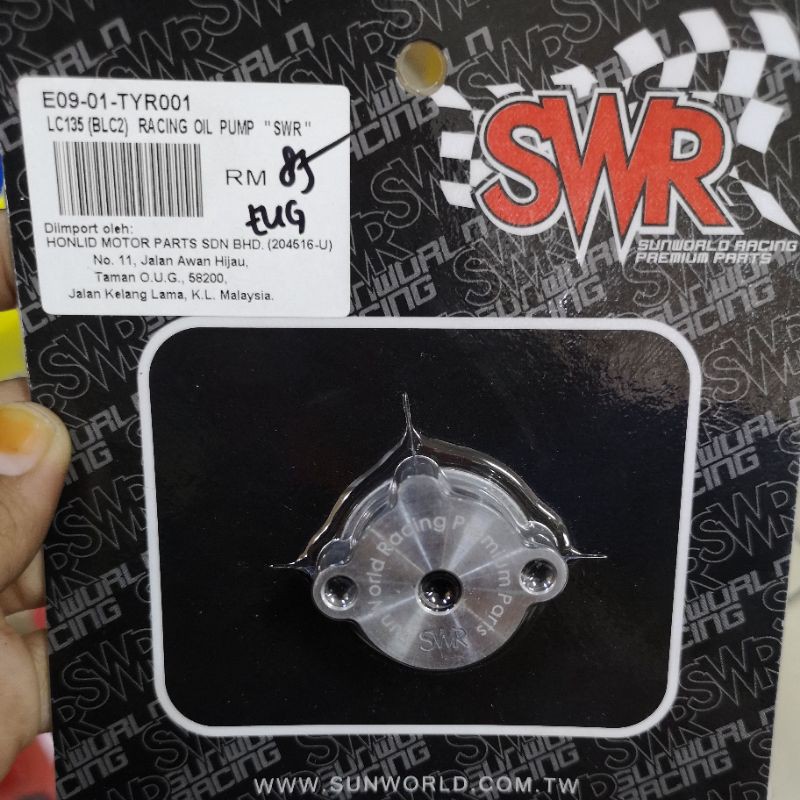 E09-01-TYR001
LC135 (BLC2) RACING OIL PUMP "SWR"
RM 85
EUG
Diimport oleh:
HONLID MOTOR PARTS SDN BHD. (204516-U)
No. 11, Jalan Awan Hijau,
Taman O.U.G., 58200,
Jalan Kelang Lama, K.L. Malaysia.
SWR
SUNWORLD RACING
PREMIUM PARTS
Sun World Racing Premium Parts
SWR
WWW.SUNWORLD.COM.TW